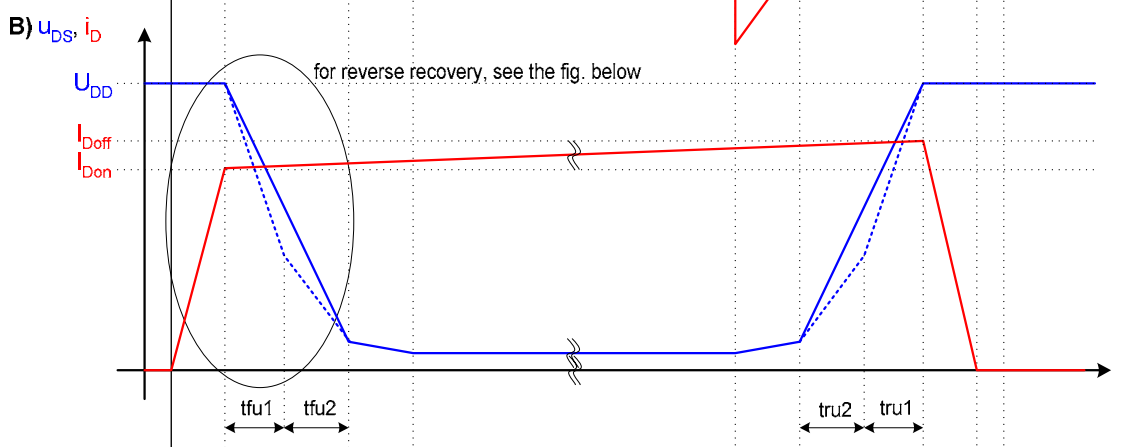 B) uDS, iD
for reverse recovery, see the fig. below
UDD
IDoff
IDon
tfu1 tfu2 tru2 tru1